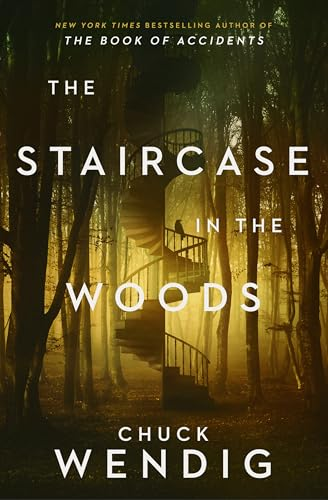 NEW YORK TIMES BESTSELLING AUTHOR OF
THE BOOK OF ACCIDENTS
THE
STAIRCASE
IN THE
WOODS
CHUCK
WENDIG